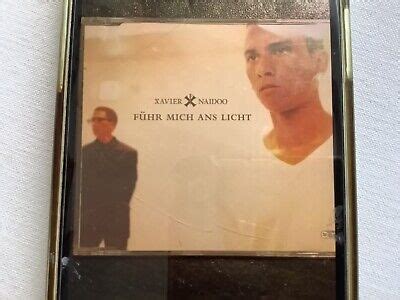 XAVIER NAIDOO
FÜHR MICH ANS LICHT